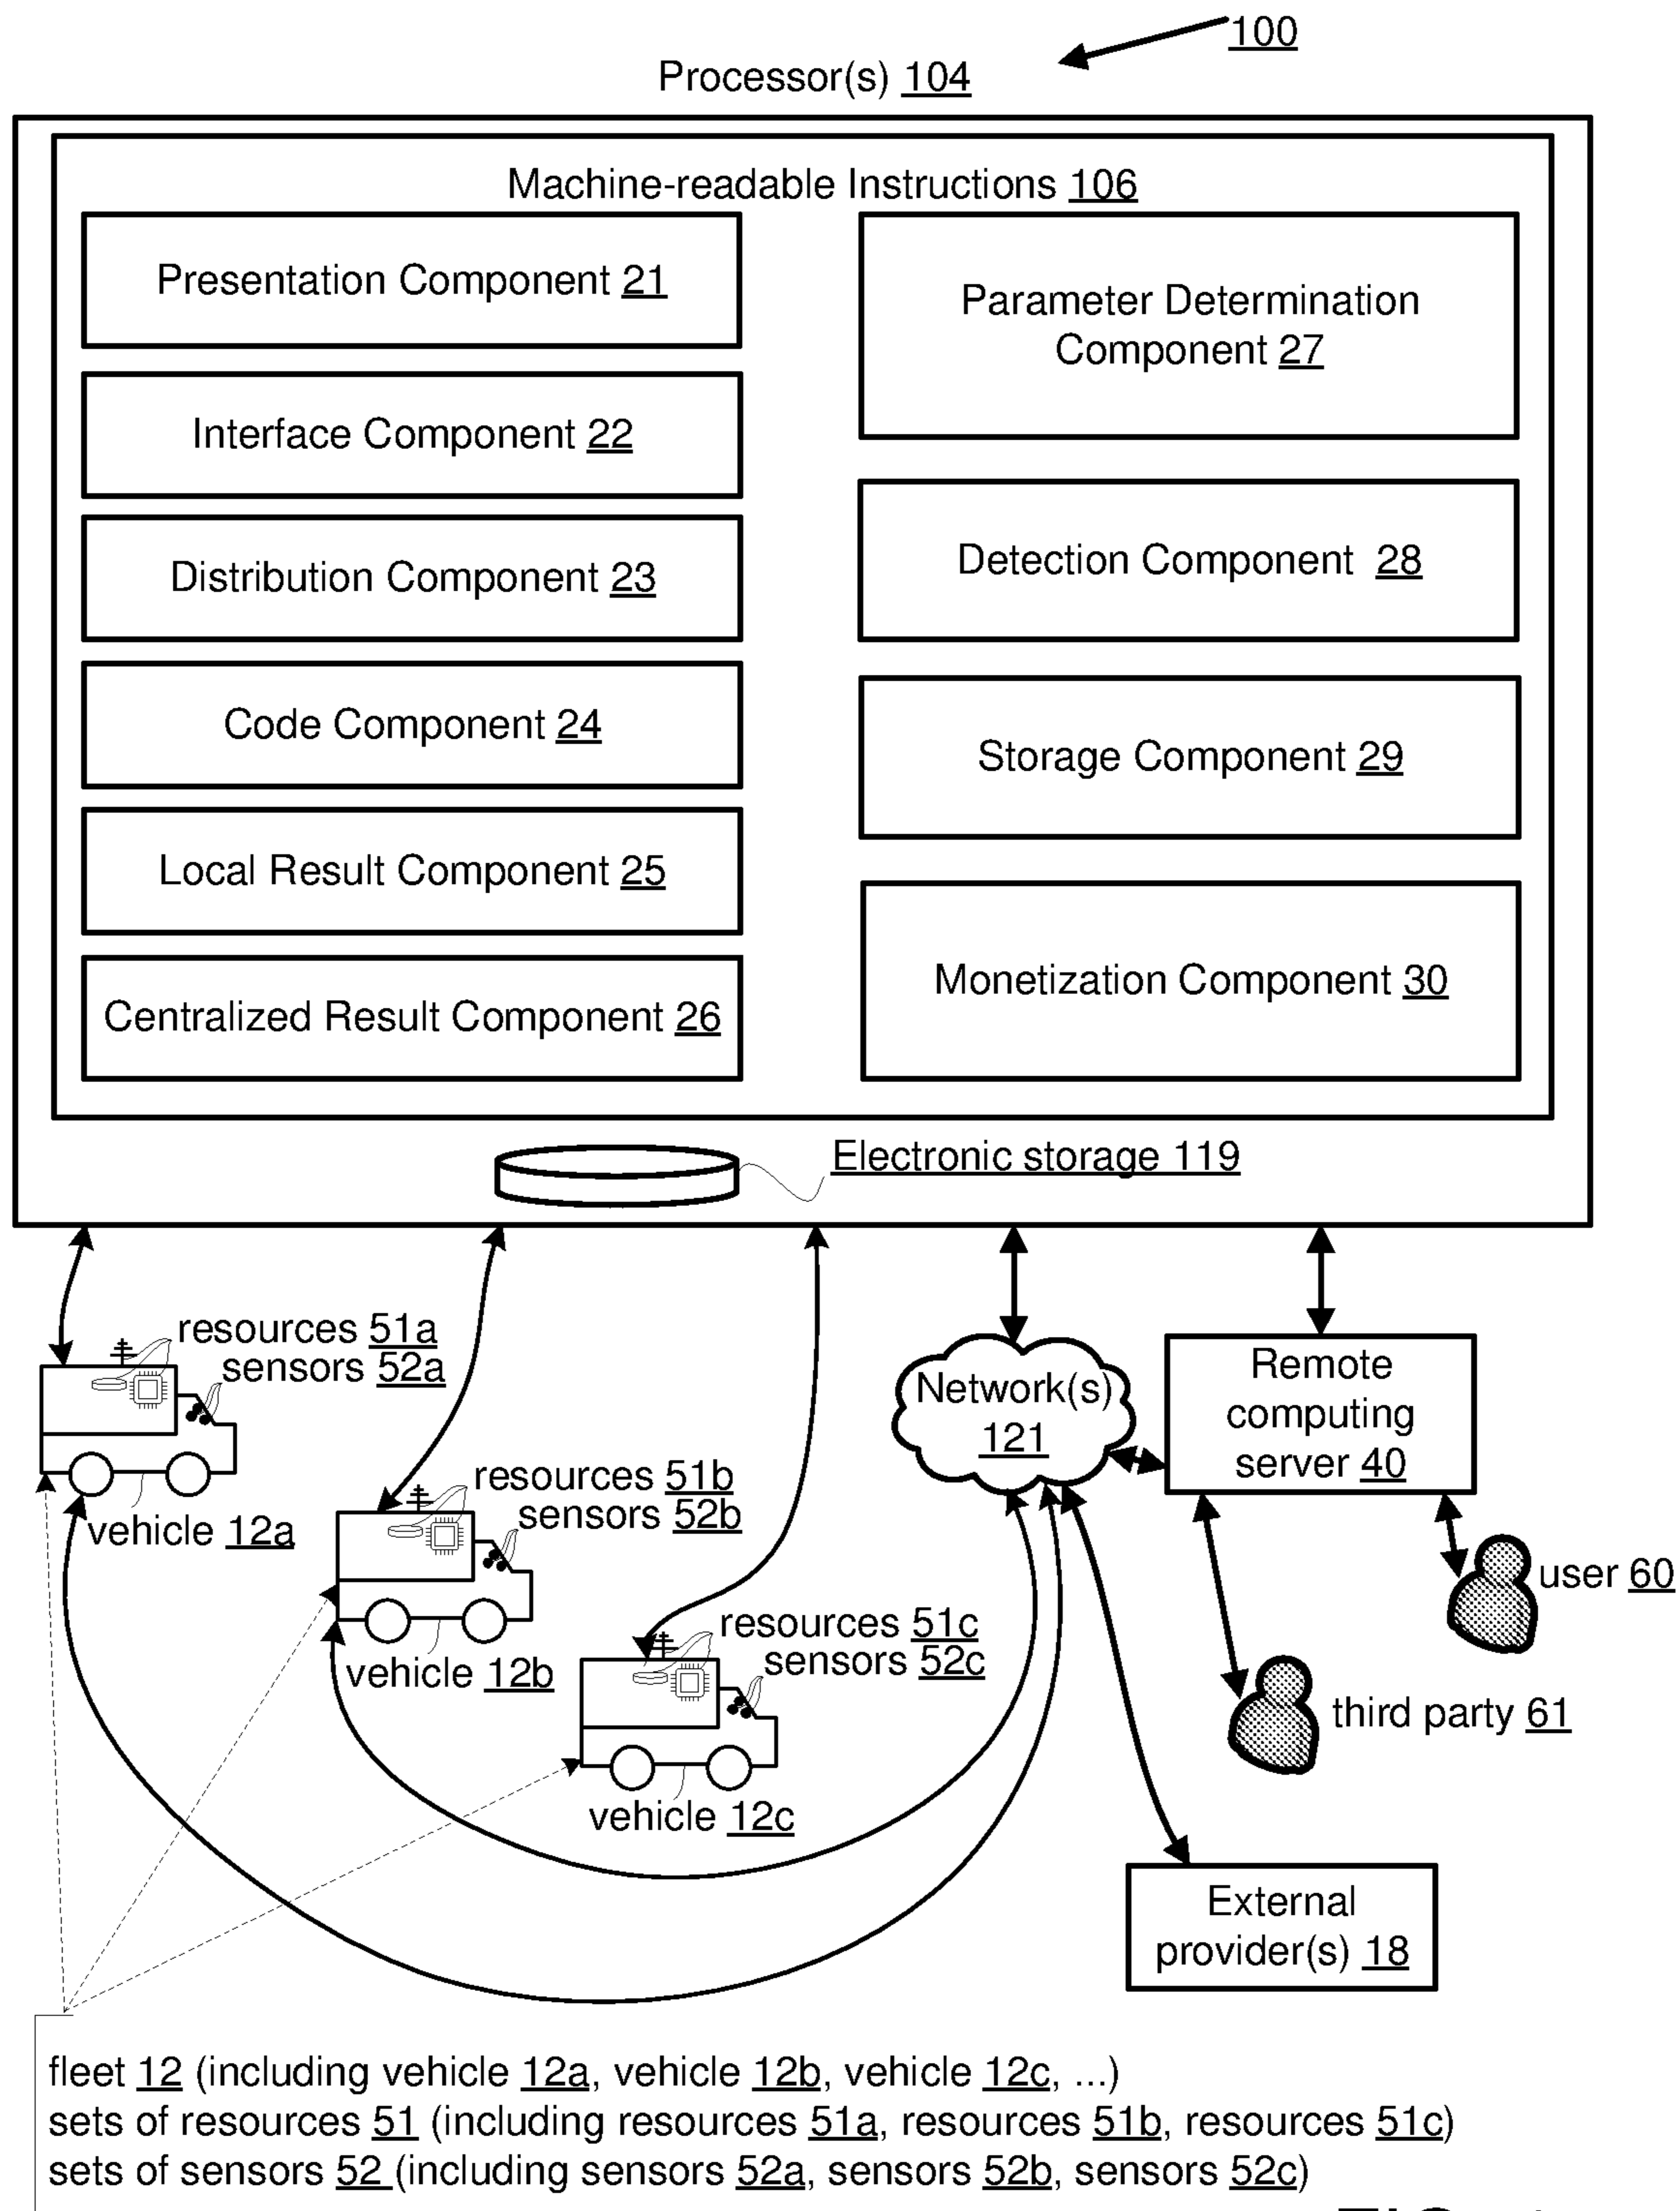 100
Processor(s) 104
Machine-readable Instructions 106
Presentation Component 21
Interface Component 22
Distribution Component 23
Code Component 24
Local Result Component 25
Centralized Result Component 26
Parameter Determination
Component 27
Detection Component 28
Storage Component 29
Monetization Component 30
Electronic storage 119
resources 51a
sensors 52a
vehicle 12a
resources 51b
sensors 52b
vehicle 12b
resources 51c
sensors 52c
vehicle 12c
Network(s)
121
Remote
computing
server 40
user 60
third party 61
External
provider(s) 18
fleet 12 (including vehicle 12a, vehicle 12b, vehicle 12c, ...)
sets of resources 51 (including resources 51a, resources 51b, resources 51c)
sets of sensors 52 (including sensors 52a, sensors 52b, sensors 52c)